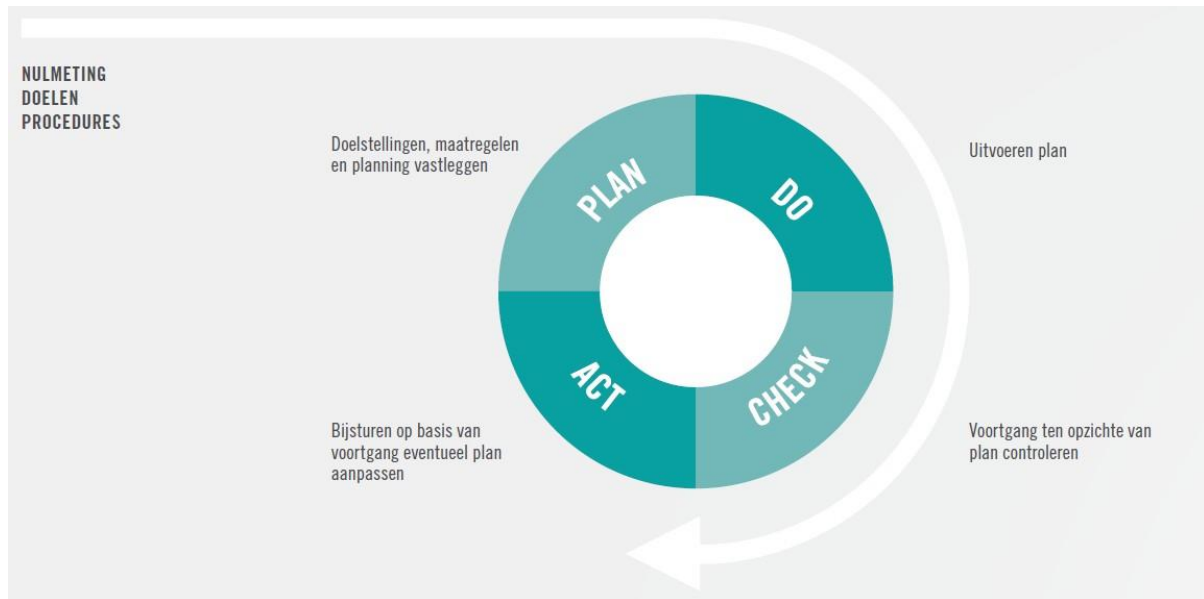 NULMETING
DOELEN
PROCEDURES
Doelstellingen, maatregelen
en planning vastleggen
PLAN
DO
Uitvoeren plan
ACT
CHECK
Bijsturen op basis van
voortgang eventueel plan
aanpassen
Voortgang ten opzichte van
plan controleren